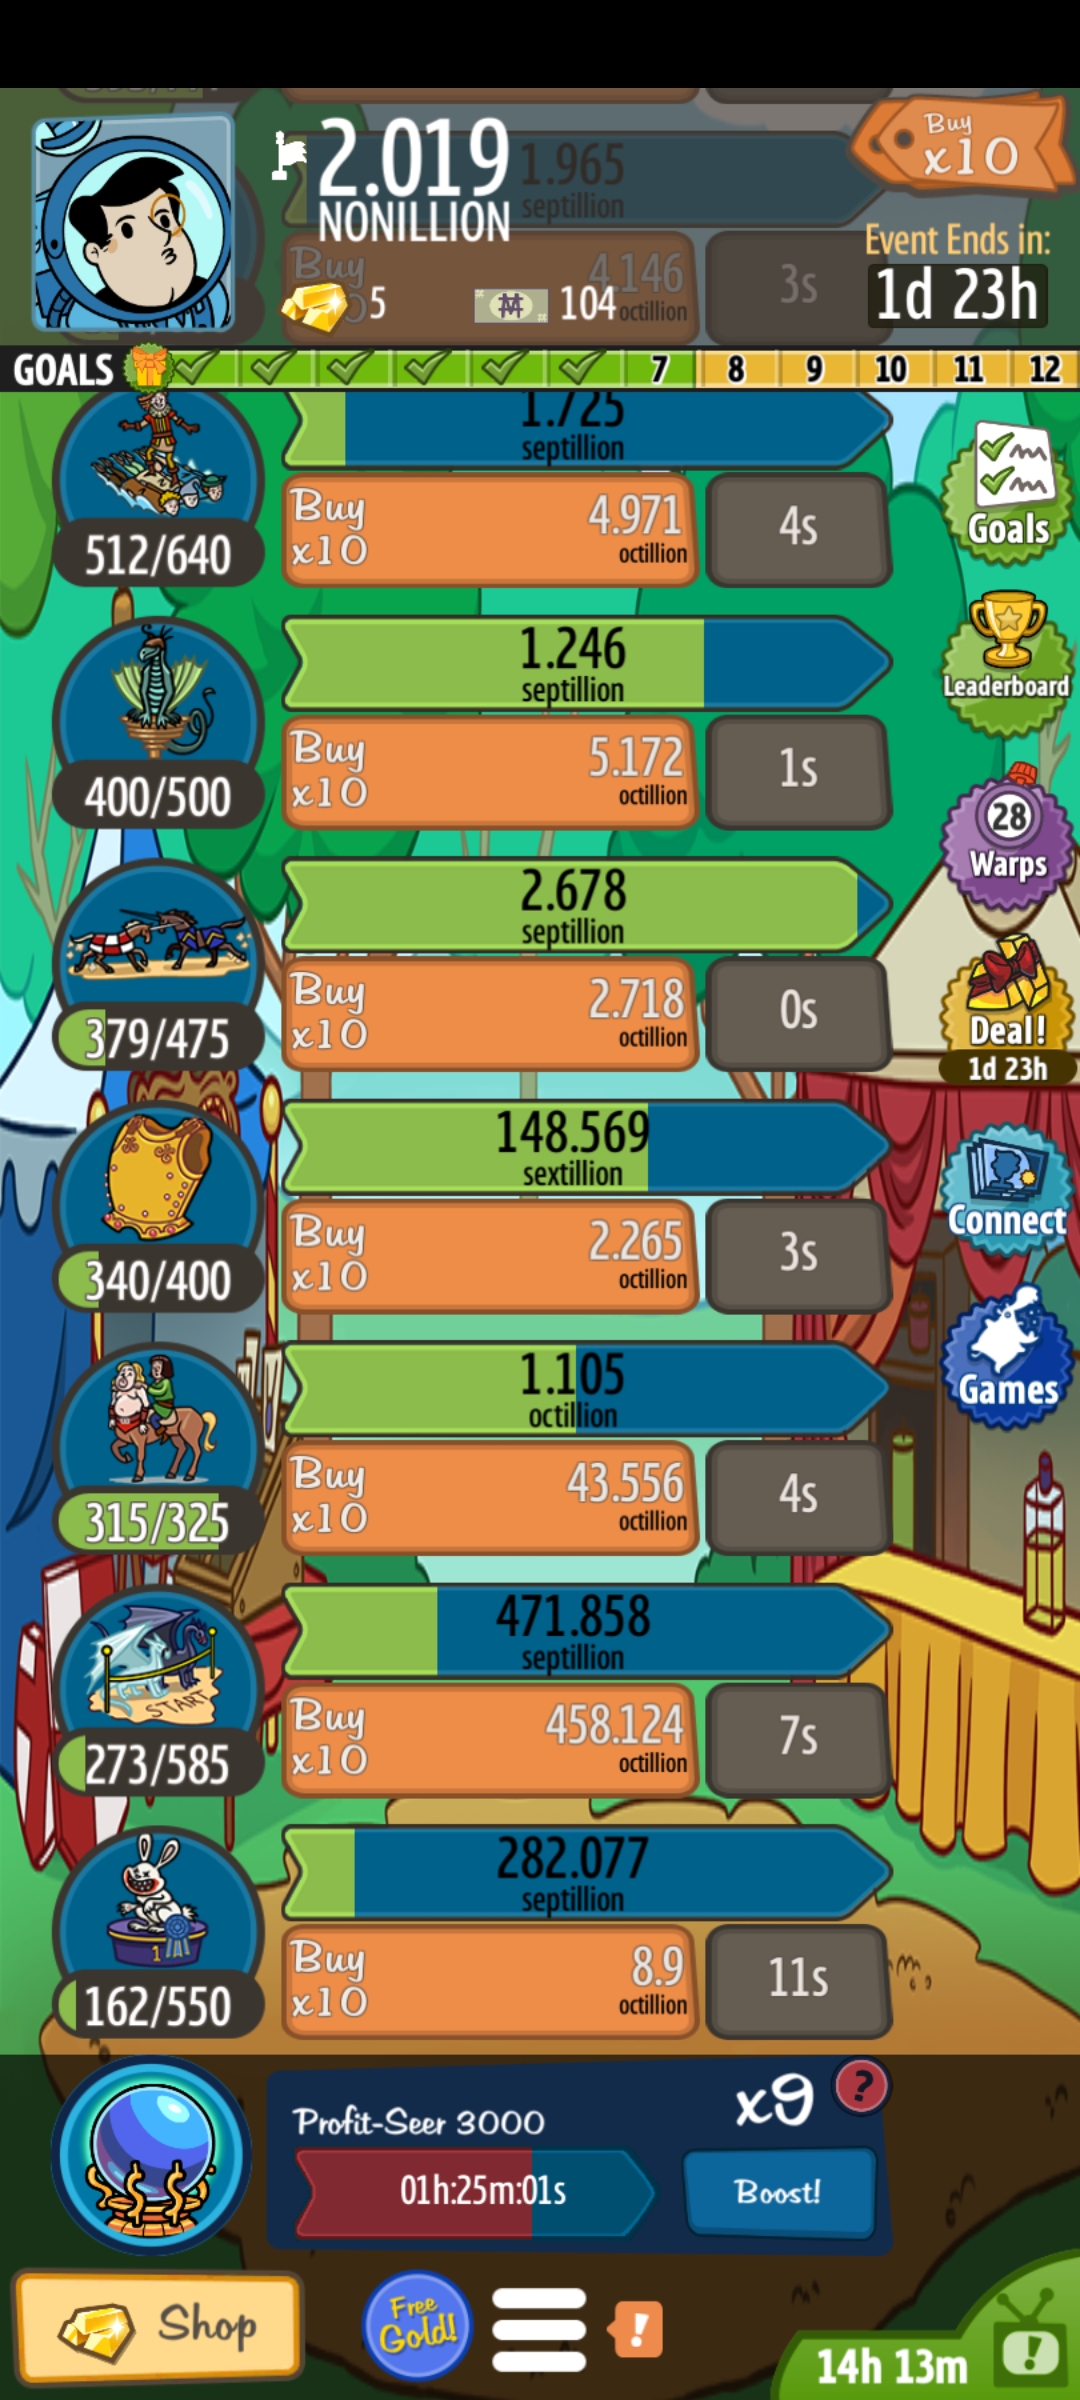 2.019
NONILLION
1.965
septillion
Buy
x10
Event Ends in:
1d 23h
Buy
4.146
octillion
3s
5
104
GOALS
7 8 9 10 11 12
1.725
septillion
Buy
x10
4.971
octillion
4s
512/640
Goals
1.246
septillion
Leaderboard
Buy
x10
5.172
octillion
1s
400/500
28
Warps
2.678
septillion
Buy
x10
2.718
octillion
0s
379/475
Deal!
1d 23h
148.569
sextillion
Buy
x10
2.265
octillion
3s
340/400
Connect
1.105
octillion
Games
Buy
x10
43.556
octillion
4s
315/325
471.858
septillion
START
Buy
x10
458.124
octillion
7s
273/585
282.077
septillion
1
Buy
x10
8.9
octillion
11s
162/550
Profit-Seer 3000
x9
?
01h:25m:01s
Boost!
Shop
Free
Gold!
!
14h 13m
!